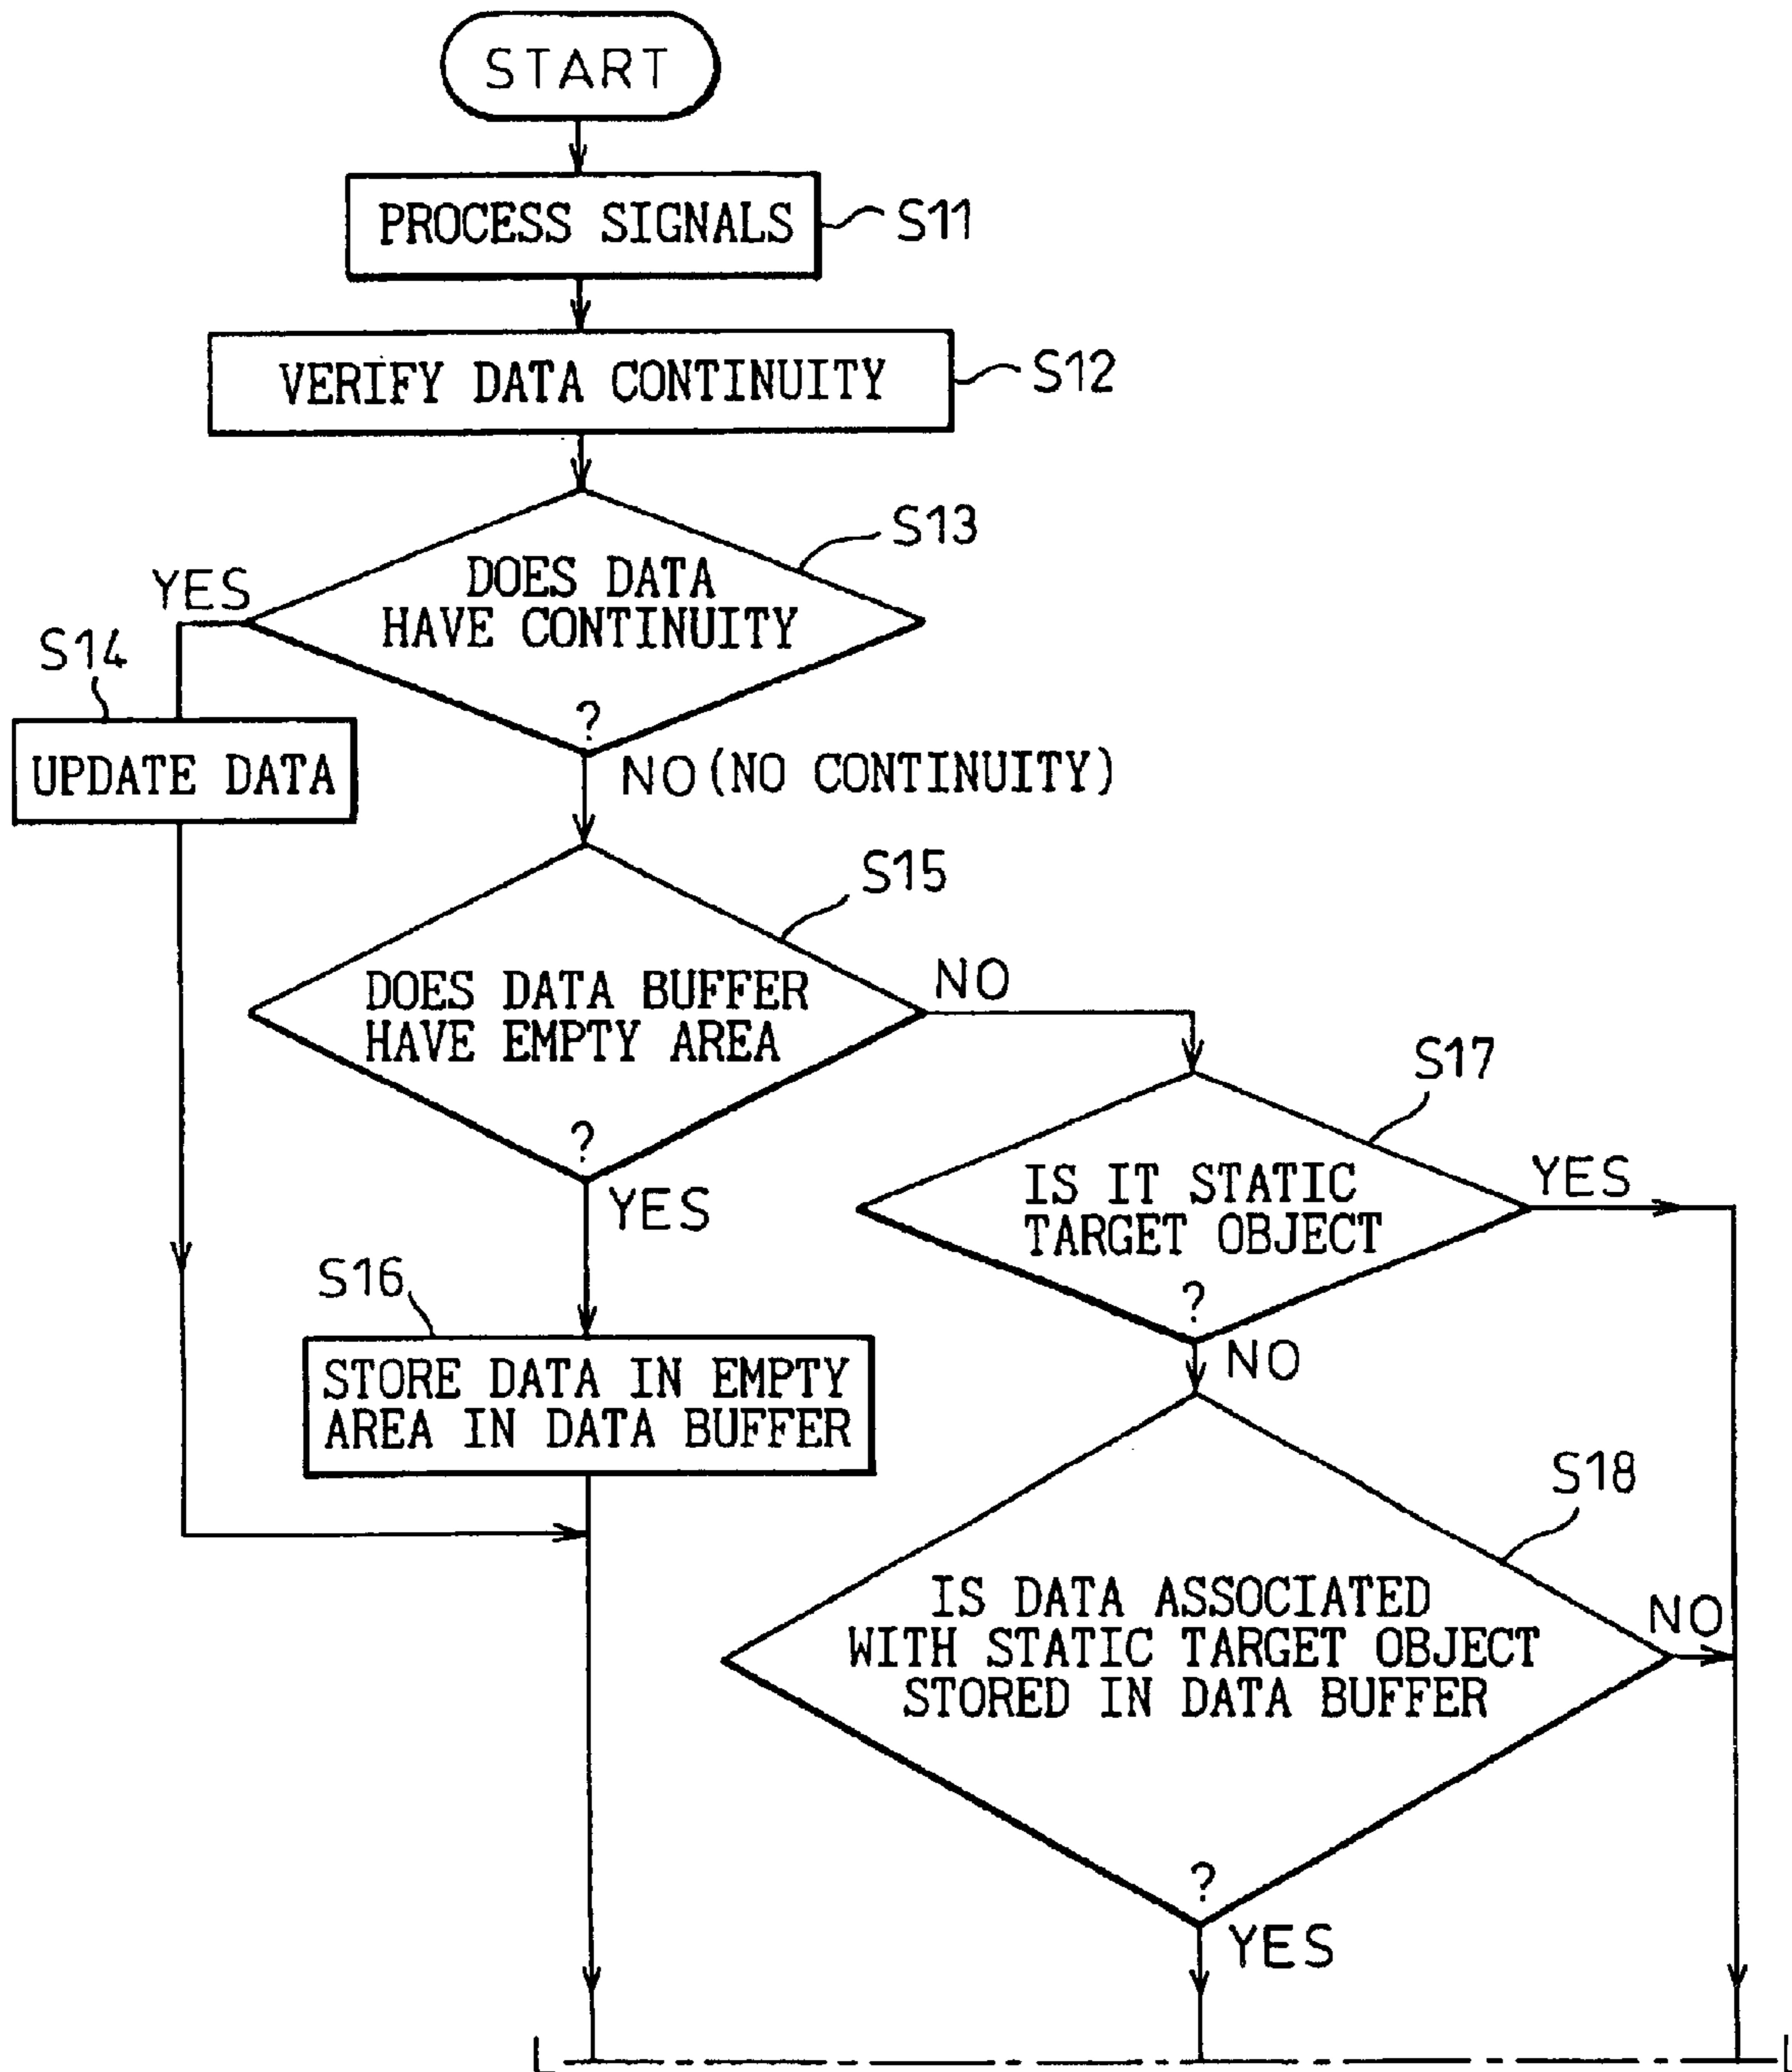 START
PROCESS SIGNALS
S11
VERIFY DATA CONTINUITY
S12
S13
DOES DATA
HAVE CONTINUITY
?
YES
S14
UPDATE DATA
NO (NO CONTINUITY)
S15
DOES DATA BUFFER
HAVE EMPTY AREA
?
NO
YES
S17
IS IT STATIC
TARGET OBJECT
?
YES
NO
S16
STORE DATA IN EMPTY
AREA IN DATA BUFFER
S18
IS DATA ASSOCIATED
WITH STATIC TARGET OBJECT
STORED IN DATA BUFFER
?
NO
YES